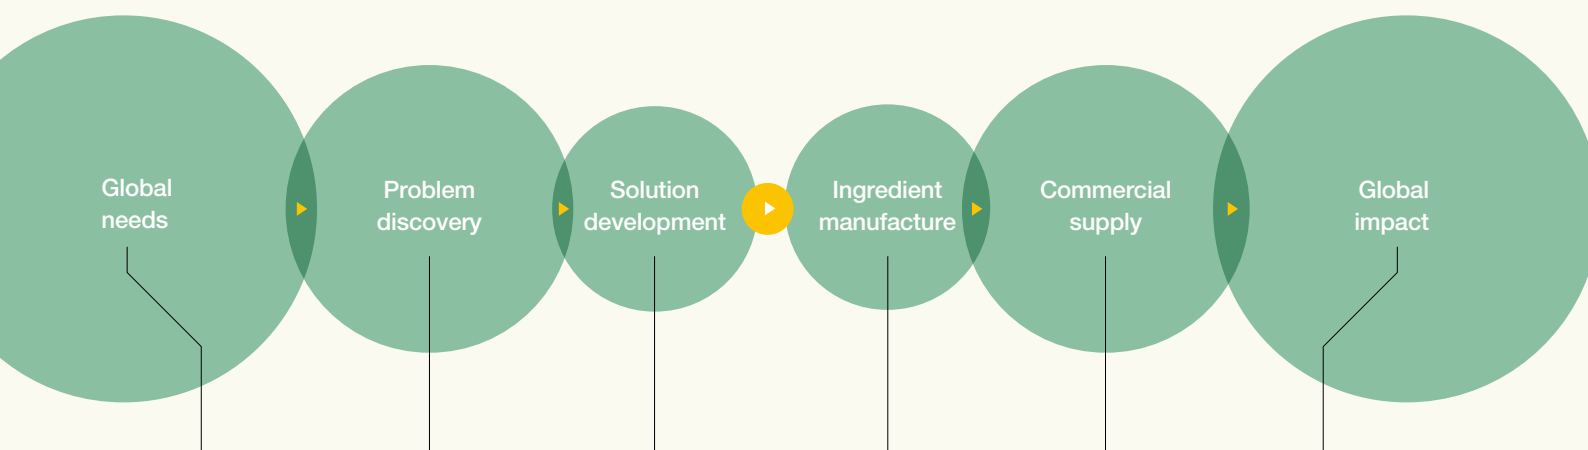 Global
needs
Problem
discovery
Solution
development
Ingredient
manufacture
Commercial
supply
Global
impact